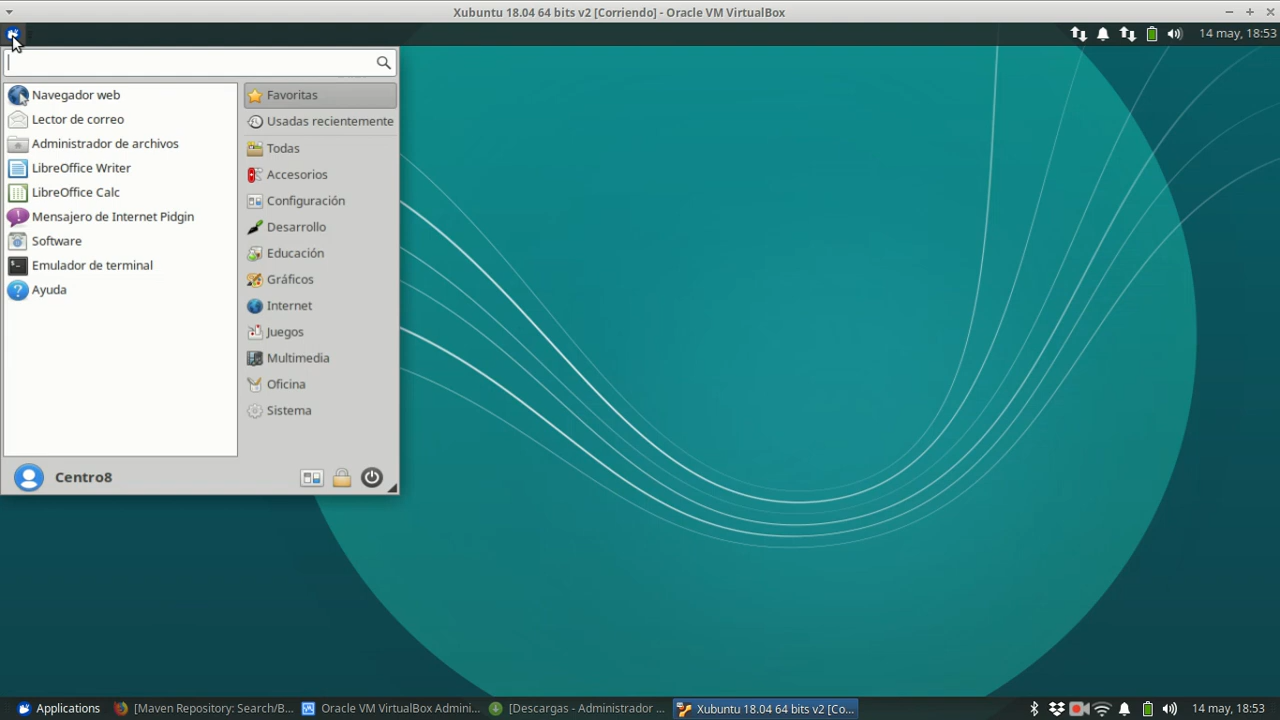 Xubuntu 18.04 64 bits v2 [Corriendo] - Oracle VM VirtualBox
14 may, 18:53
Navegador web
Lector de correo
Administrador de archivos
LibreOffice Writer
LibreOffice Calc
Mensajero de Internet Pidgin
Software
Emulador de terminal
Ayuda
Favoritas
Usadas recientemente
Todas
Accesorios
Configuración
Desarrollo
Educación
Gráficos
Internet
Juegos
Multimedia
Oficina
Sistema
Centro8
Applications [Maven Repository: Search/B... Oracle VM VirtualBox Admini... [Descargas - Administrador ... Xubuntu 18.04 64 bits v2 [Co... 14 may, 18:53